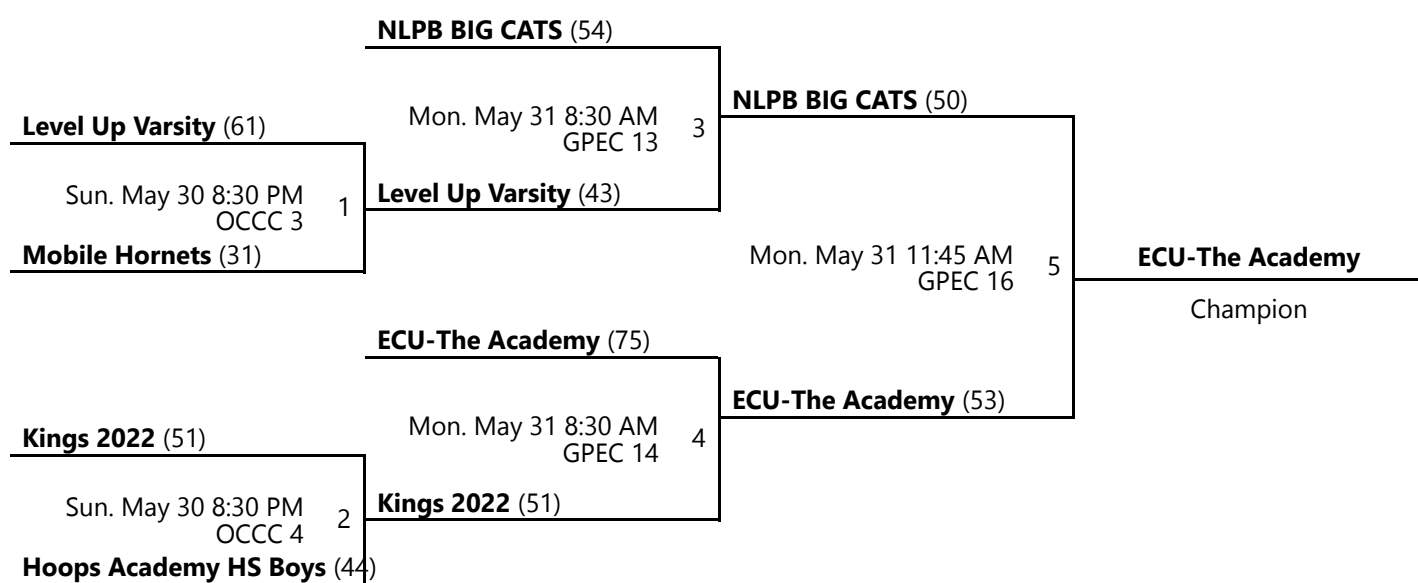 NLPB BIG CATS (54)
NLPB BIG CATS (50)
Mon. May 31 8:30 AM
GPEC 13
3
Level Up Varsity (61)
Sun. May 30 8:30 PM
OCCC 3
1
Level Up Varsity (43)
Mobile Hornets (31)
Mon. May 31 11:45 AM
GPEC 16
5
ECU-The Academy
Champion
ECU-The Academy (75)
ECU-The Academy (53)
Mon. May 31 8:30 AM
GPEC 14
4
Kings 2022 (51)
Sun. May 30 8:30 PM
OCCC 4
2
Kings 2022 (51)
Hoops Academy HS Boys (44)